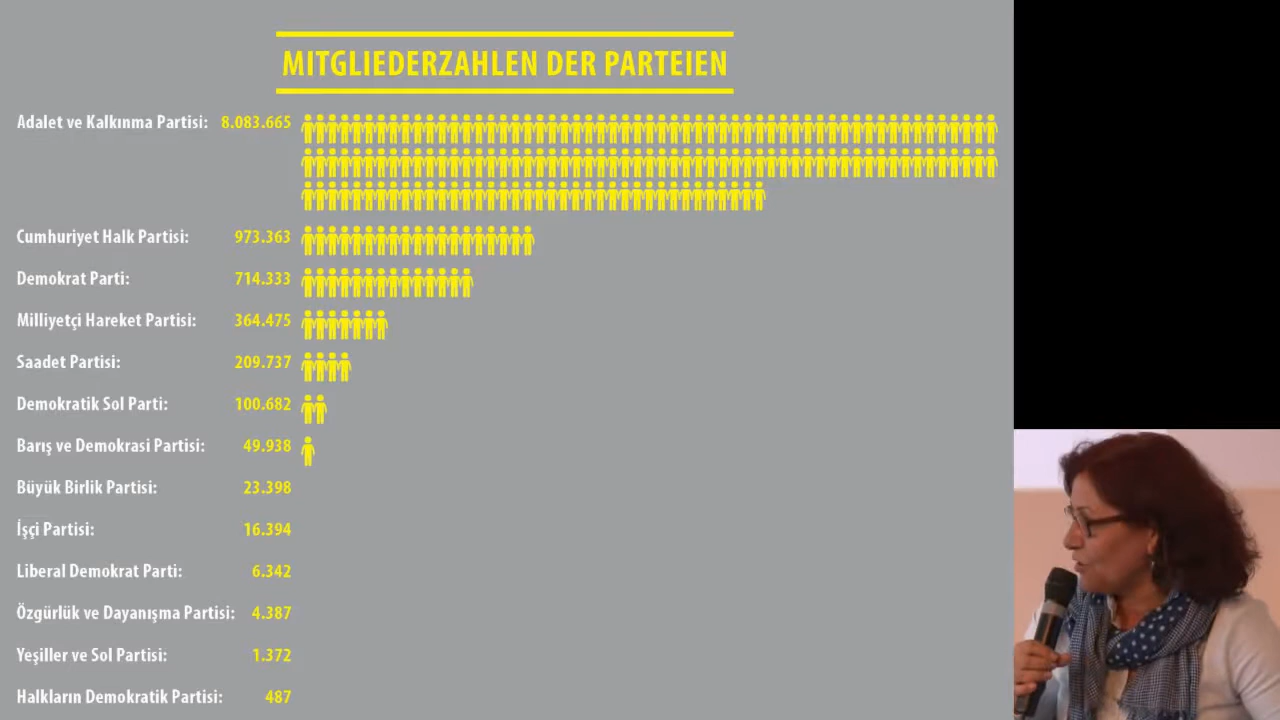 MITGLIEDERZAHLEN DER PARTEIEN
Adalet ve Kalkınma Partisi: 8.083.665
Cumhuriyet Halk Partisi: 973.363
Demokrat Parti: 714.333
Milliyetçi Hareket Partisi: 364.475
Saadet Partisi: 209.737
Demokratik Sol Parti: 100.682
Barış ve Demokrasi Partisi: 49.938
Büyük Birlik Partisi: 23.398
İşçi Partisi: 16.394
Liberal Demokrat Parti: 6.342
Özgürlük ve Dayanışma Partisi: 4.387
Yeşiller ve Sol Partisi: 1.372
Halkların Demokratik Partisi: 487